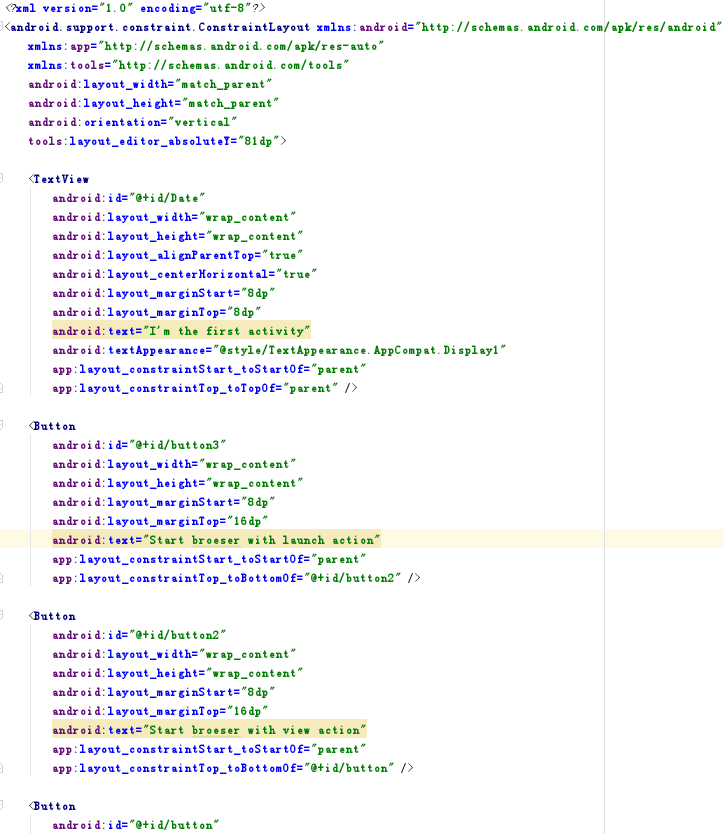 <?xml version="1.0" encoding="utf-8"?>
<android.support.constraint.ConstraintLayout xmlns:android="http://schemas.android.com/apk/res/android"
    xmlns:app="http://schemas.android.com/apk/res-auto"
    xmlns:tools="http://schemas.android.com/tools"
    android:layout_width="match_parent"
    android:layout_height="match_parent"
    android:orientation="vertical"
    tools:layout_editor_absoluteY="81dp">

    <TextView
        android:id="@+id/Date"
        android:layout_width="wrap_content"
        android:layout_height="wrap_content"
        android:layout_alignParentTop="true"
        android:layout_centerHorizontal="true"
        android:layout_marginStart="8dp"
        android:layout_marginTop="8dp"
        android:text="I'm the first activity"
        android:textAppearance="@style/TextAppearance.AppCompat.Display1"
        app:layout_constraintStart_toStartOf="parent"
        app:layout_constraintTop_toTopOf="parent" />

    <Button
        android:id="@+id/button3"
        android:layout_width="wrap_content"
        android:layout_height="wrap_content"
        android:layout_marginStart="8dp"
        android:layout_marginTop="16dp"
        android:text="Start broeser with launch action"
        app:layout_constraintStart_toStartOf="parent"
        app:layout_constraintTop_toBottomOf="@+id/button2" />

    <Button
        android:id="@+id/button2"
        android:layout_width="wrap_content"
        android:layout_height="wrap_content"
        android:layout_marginStart="8dp"
        android:layout_marginTop="16dp"
        android:text="Start broeser with view action"
        app:layout_constraintStart_toStartOf="parent"
        app:layout_constraintTop_toBottomOf="@+id/button" />

    <Button
        android:id="@+id/button"